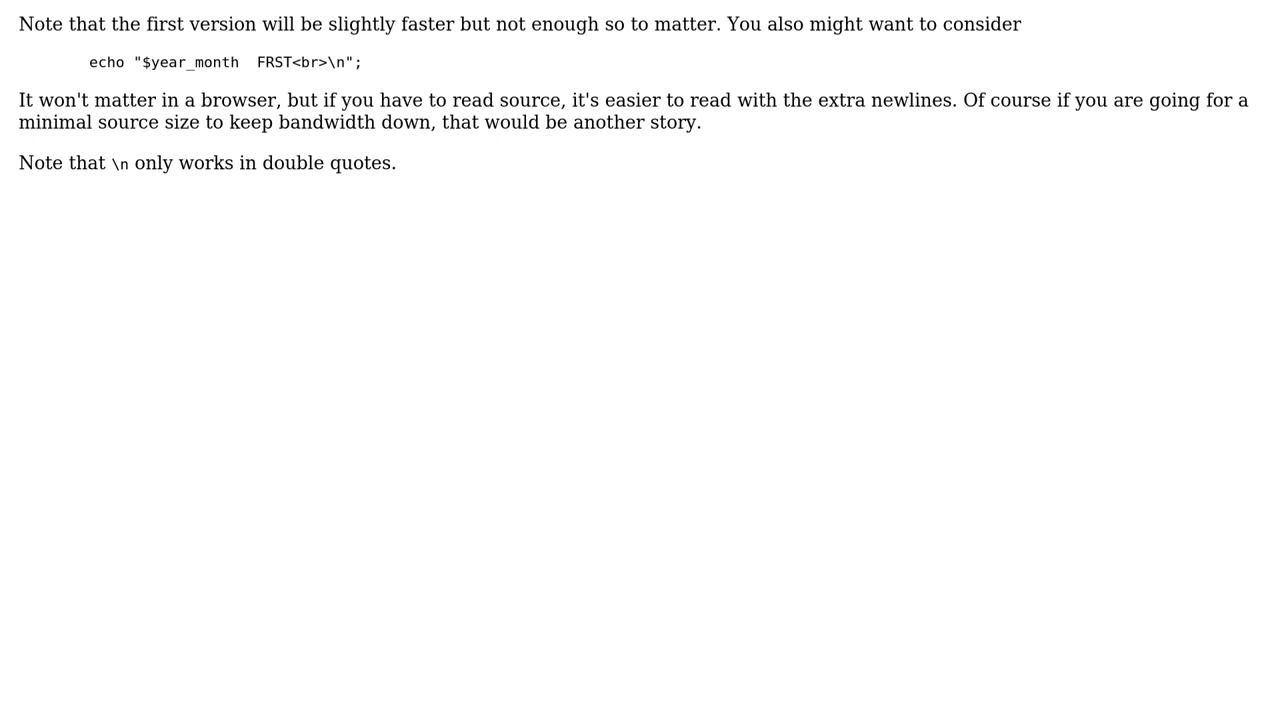 Note that the first version will be slightly faster but not enough so to matter. You also might want to consider
echo "$year_month  FRST<br>\n";
It won't matter in a browser, but if you have to read source, it's easier to read with the extra newlines. Of course if you are going for a
minimal source size to keep bandwidth down, that would be another story.
Note that \n only works in double quotes.